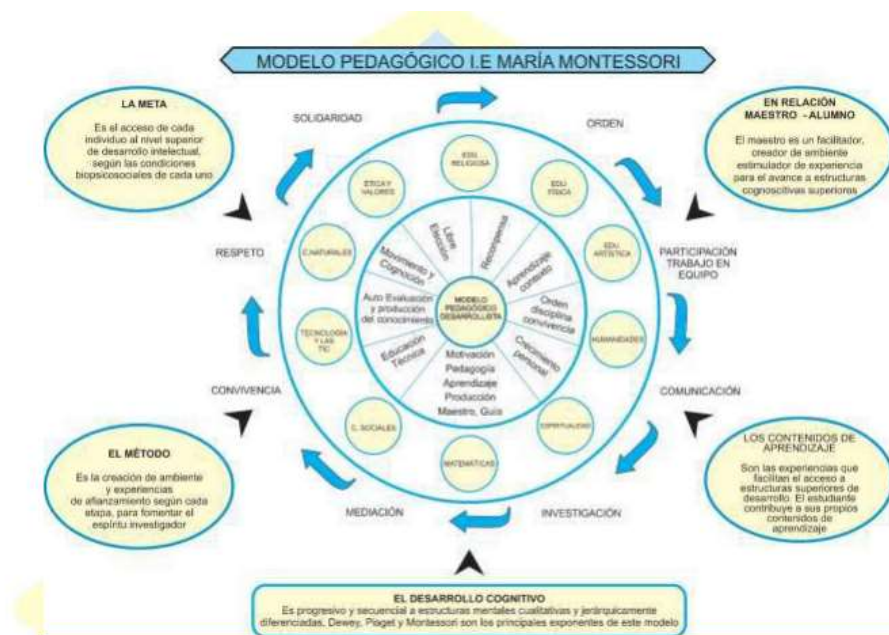 MODELO PEDAGÓGICO I.E MARÍA MONTESSORI
LA META
Es el acceso de cada
individuo al nivel superior
de desarrollo intelectual,
según las condiciones
biopsicosociales de cada uno
EN RELACIÓN
MAESTRO - ALUMNO
El maestro es un facilitador,
creador de ambiente
estimulador de experiencia
para el avance a estructuras
cognoscitivas superiores
SOLIDARIDAD
ORDEN
RESPETO
PARTICIPACIÓN
TRABAJO EN
EQUIPO
CONVIVENCIA
COMUNICACIÓN
MEDIACIÓN
INVESTIGACIÓN
EDU.
RELIGIOSA
EDU.
FÍSICA
EDU.
ARTÍSTICA
HUMANIDADES
ESPIRITUALIDAD
MATEMÁTICAS
C. SOCIALES
TECNOLOGÍA
Y LAS
TIC
C.NATURALES
ÉTICA Y
VALORES
Libre
Elección
Recompensa
Aprendizaje
contexto
Orden
disciplina
convivencia
Crecimiento
personal
Motivación
Pedagogía
Aprendizaje
Producción
Maestro, Guía
Educación
Técnica
Auto Evaluación
y producción
del conocimiento
Movimiento Y
Cognición
MODELO
PEDAGÓGICO
DESARROLLISTA
EL MÉTODO
Es la creación de ambiente
y experiencias
de afianzamiento según cada
etapa, para fomentar el
espíritu investigador
LOS CONTENIDOS DE
APRENDIZAJE
Son las experiencias que
facilitan el acceso a
estructuras superiores de
desarrollo. El estudiante
contribuye a sus propios
contenidos de
aprendizaje
EL DESARROLLO COGNITIVO
Es progresivo y secuencial a estructuras mentales cualitativas y jerárquicamente
diferenciadas, Dewey, Piaget y Montessori son los principales exponentes de este modelo